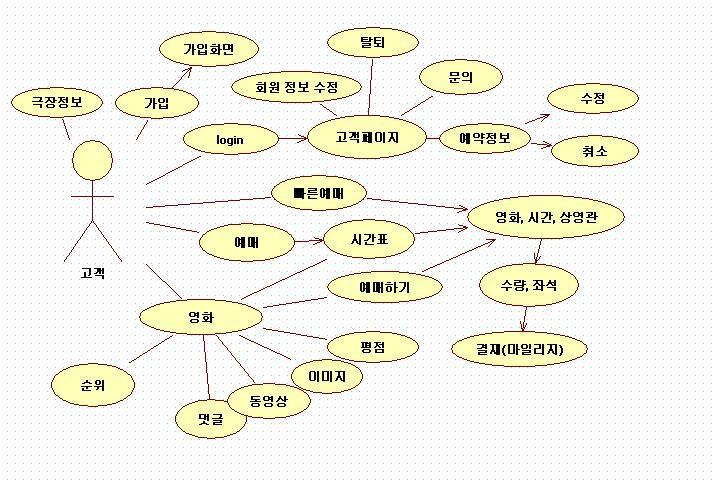 가입화면
탈퇴
극장정보
가입
회원 정보 수정
문의
수정
login
고객페이지
예약정보
취소
빠른예매
영화, 시간, 상영관
예매
시간표
고객
예매하기
수량, 좌석
영화
평점
결재(마일리지)
이미지
순위
동영상
댓글